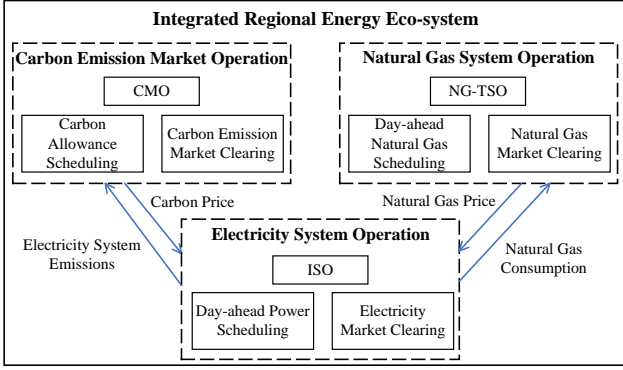 Integrated Regional Energy Eco-system
Carbon Emission Market Operation
CMO
Carbon
Allowance
Scheduling
Carbon Emission
Market Clearing
Natural Gas System Operation
NG-TSO
Day-ahead
Natural Gas
Scheduling
Natural Gas
Market Clearing
Carbon Price
Natural Gas Price
Electricity System
Emissions
Natural Gas
Consumption
Electricity System Operation
ISO
Day-ahead Power
Scheduling
Electricity
Market Clearing